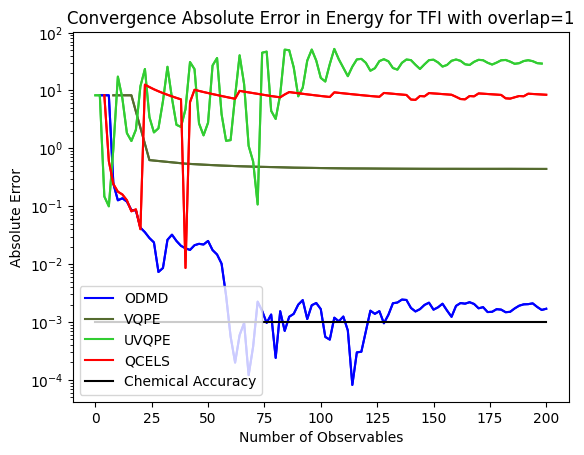 Convergence Absolute Error in Energy for TFI with overlap=1
Absolute Error
10²
10¹
10⁰
10⁻¹
10⁻²
10⁻³
10⁻⁴
ODMD
VQPE
UVQPE
QCELS
Chemical Accuracy
0 25 50 75 100 125 150 175 200
Number of Observables